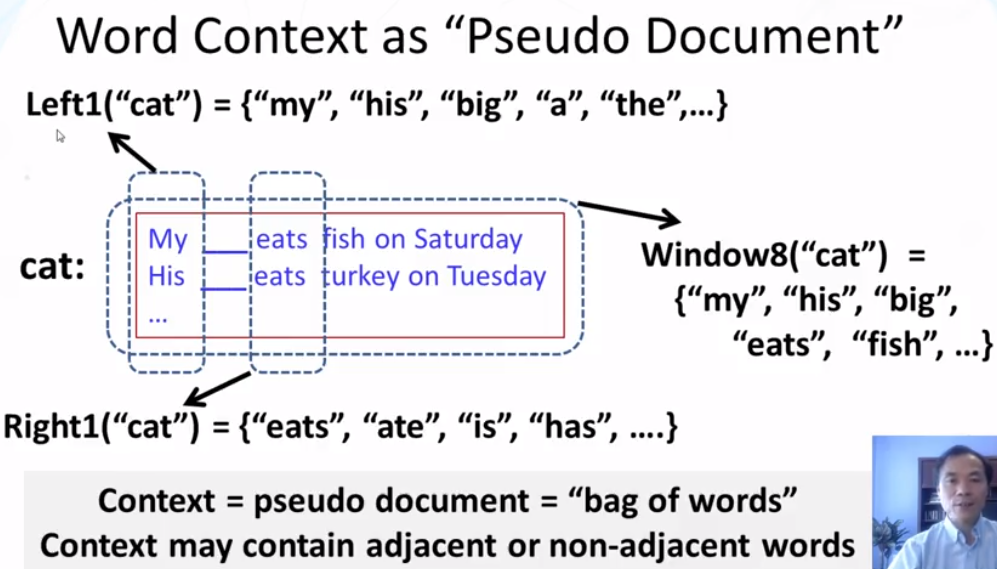 Word Context as “Pseudo Document”
Left1(“cat”) = {“my”, “his”, “big”, “a”, “the”,...}
cat:
My ___ eats fish on Saturday
His ___ eats turkey on Tuesday
...
Window8(“cat”) =
{“my”, “his”, “big”,
“eats”, “fish”, ...}
Right1(“cat”) = {“eats”, “ate”, “is”, “has”, ....}
Context = pseudo document = “bag of words”
Context may contain adjacent or non-adjacent words